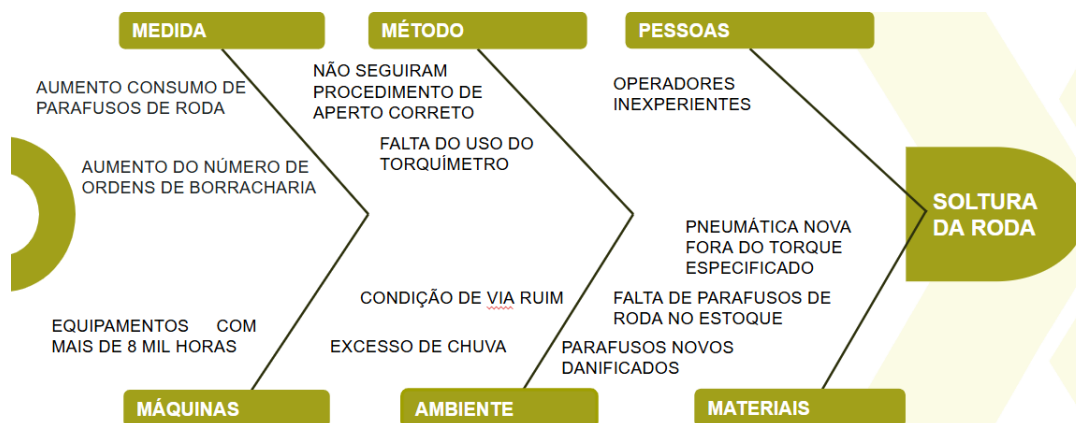 MEDIDA
MÉTODO
PESSOAS
AUMENTO CONSUMO DE
PARAFUSOS DE RODA
AUMENTO DO NÚMERO DE
ORDENS DE BORRACHARIA
NÃO SEGUIRAM
PROCEDIMENTO DE
APERTO CORRETO
FALTA DO USO DO
TORQUÍMETRO
OPERADORES
INEXPERIENTES
SOLTURA
DA RODA
EQUIPAMENTOS COM
MAIS DE 8 MIL HORAS
CONDIÇÃO DE VIA RUIM
EXCESSO DE CHUVA
PNEUMÁTICA NOVA
FORA DO TORQUE
ESPECIFICADO
FALTA DE PARAFUSOS DE
RODA NO ESTOQUE
PARAFUSOS NOVOS
DANIFICADOS
MÁQUINAS
AMBIENTE
MATERIAIS